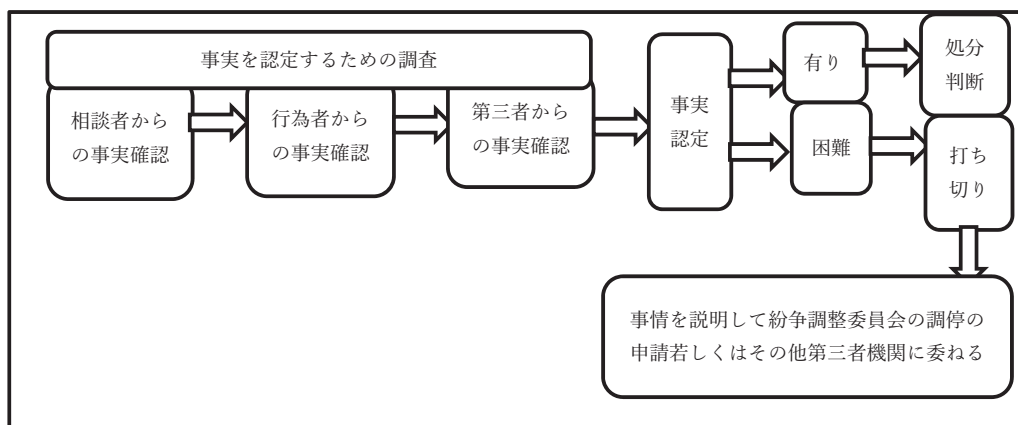 事実を認定するための調査
相談者から
の事実確認
行為者から
の事実確認
第三者から
の事実確認
事実
認定
有り
困難
処分
判断
打ち
切り
事情を説明して紛争調整委員会の調停の
申請若しくはその他第三者機関に委ねる